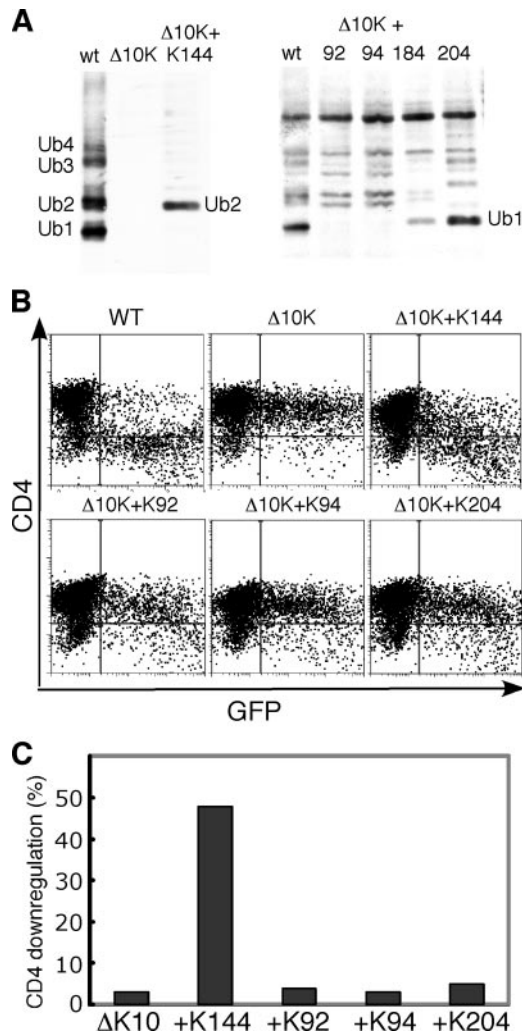 A
wt Δ10K Δ10K+ K144
Ub4
Ub3
Ub2
Ub1
Ub2
Δ10K +
wt 92 94 184 204
Ub1
B
WT Δ10K Δ10K+K144
Δ10K+K92 Δ10K+K94 Δ10K+K204
CD4
GFP
C
CD4 downregulation (%)
50
40
30
20
10
0
ΔK10 +K144 +K92 +K94 +K204